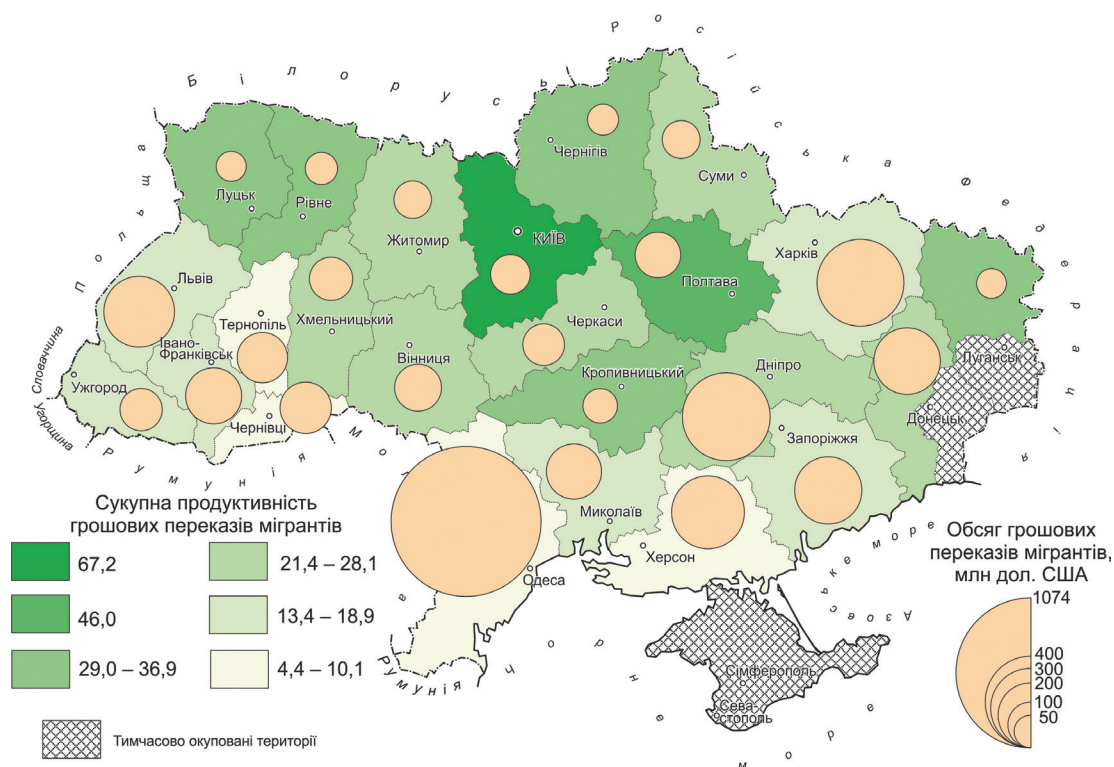 Білорусь
Російська Федерація
Польща
Словаччина
Угорщина
Румунія
Мо
ва
Румунія
Чорне море
Азовське море
Чернігів
Суми
Луцьк
Рівне
Житомир
КИЇВ
Харків
Полтава
Львів
Тернопіль
Хмельницький
Черкаси
Івано-
Франківськ
Вінниця
Луганськ
Ужгород
Кропивницький
Дніпро
Чернівці
Запоріжжя
Донецьк
Миколаїв
Херсон
Одеса
Сімферополь
Сева-
стополь
Сукупна продуктивність
грошових переказів мігрантів
67,2
21,4 – 28,1
46,0
13,4 – 18,9
29,0 – 36,9
4,4 – 10,1
Тимчасово окуповані території
Обсяг грошових
переказів мігрантів,
млн дол. США
1074
400
300
200
100
50